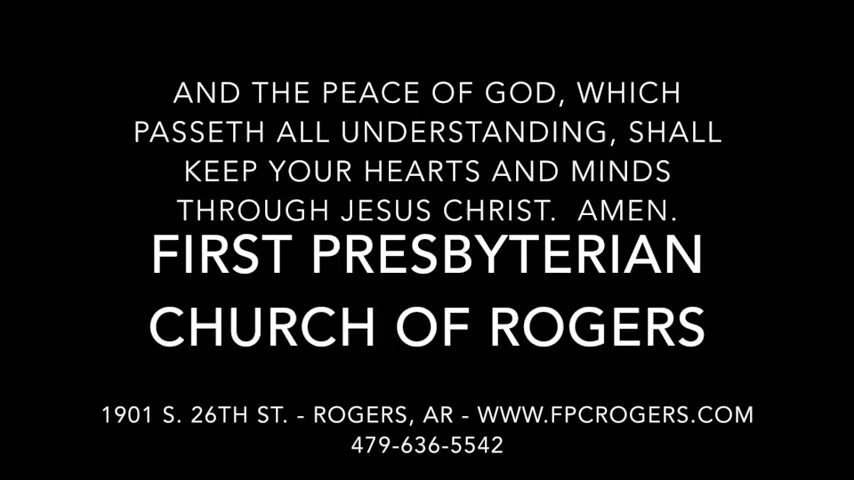 AND THE PEACE OF GOD, WHICH
PASSETH ALL UNDERSTANDING, SHALL
KEEP YOUR HEARTS AND MINDS
THROUGH JESUS CHRIST.  AMEN.
FIRST PRESBYTERIAN
CHURCH OF ROGERS
1901 S. 26TH ST. - ROGERS, AR - WWW.FPCROGERS.COM
479-636-5542